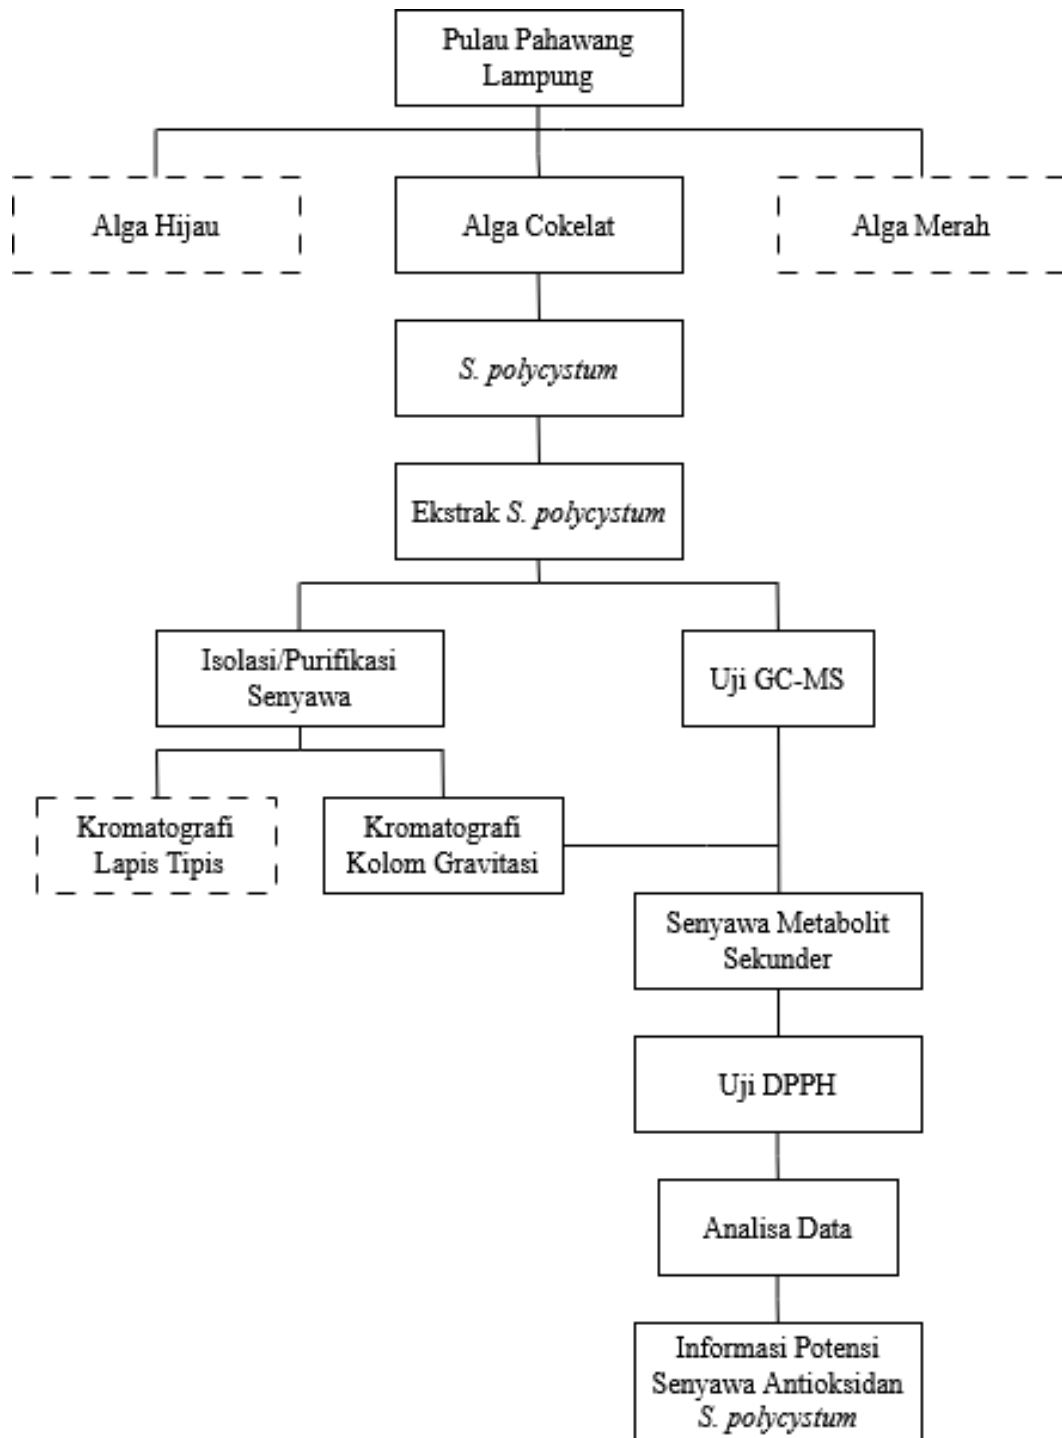 Pulau Pahawang
Lampung
Alga Hijau
Alga Cokelat
Alga Merah
S. polycystum
Ekstrak S. polycystum
Isolasi/Purifikasi
Senyawa
Uji GC-MS
Kromatografi
Lapis Tipis
Kromatografi
Kolom Gravitasi
Senyawa Metabolit
Sekunder
Uji DPPH
Analisa Data
Informasi Potensi
Senyawa Antioksidan
S. polycystum